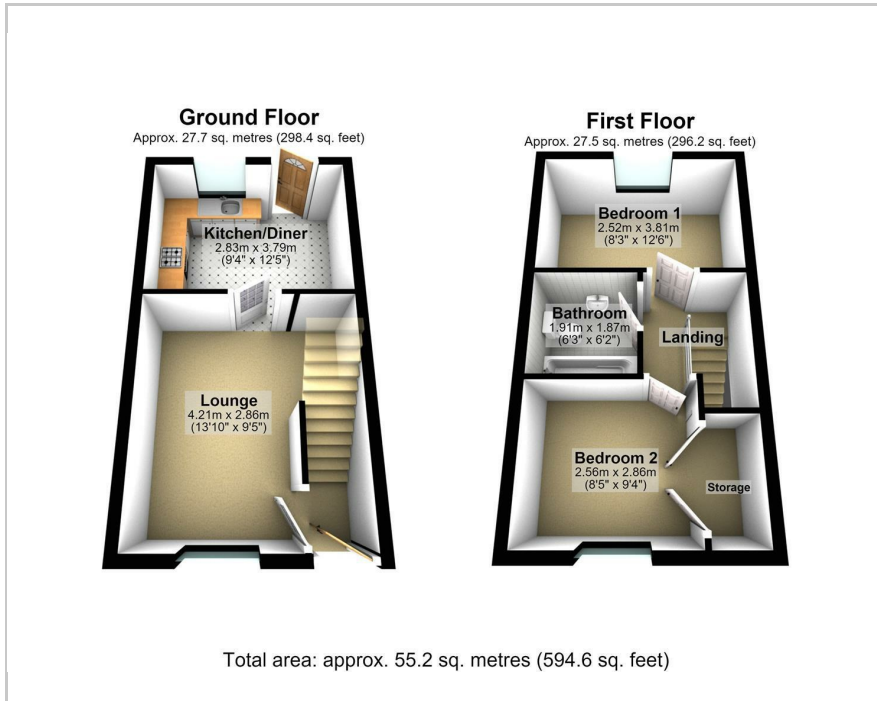 Ground Floor
Approx. 27.7 sq. metres (298.4 sq. feet)
Kitchen/Diner
2.83m x 3.79m
(9'4" x 12'5")
Lounge
4.21m x 2.86m
(13'10" x 9'5")
First Floor
Approx. 27.5 sq. metres (296.2 sq. feet)
Bedroom 1
2.52m x 3.81m
(8'3" x 12'6")
Bathroom
1.91m x 1.87m
(6'3" x 6'2")
Landing
Bedroom 2
2.56m x 2.86m
(8'5" x 9'4")
Storage
Total area: approx. 55.2 sq. metres (594.6 sq. feet)